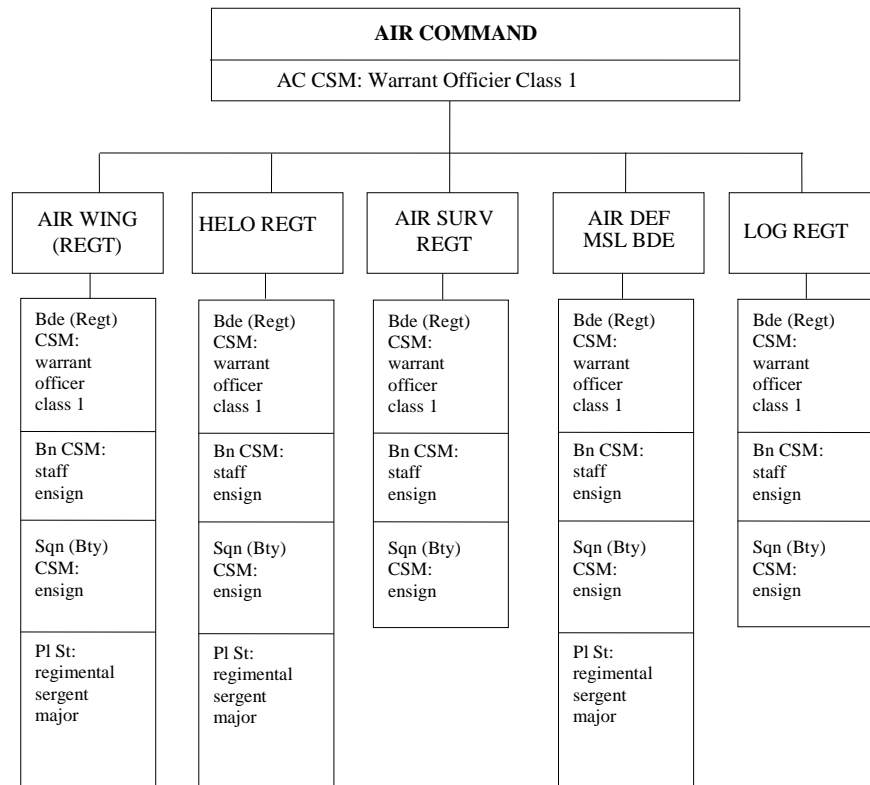 AIR COMMAND
AC CSM: Warrant Officier Class 1
AIR WING
(REGT)
HELO REGT
AIR SURV
REGT
AIR DEF
MSL BDE
LOG REGT
Bde (Regt)
CSM:
warrant
officer
class 1
Bn CSM:
staff
ensign
Sqn (Bty)
CSM:
ensign
Pl St:
regimental
sergent
major
Bde (Regt)
CSM:
warrant
officer
class 1
Bn CSM:
staff
ensign
Sqn (Bty)
CSM:
ensign
Pl St:
regimental
sergent
major
Bde (Regt)
CSM:
warrant
officer
class 1
Bn CSM:
staff
ensign
Sqn (Bty)
CSM:
ensign
Bde (Regt)
CSM:
warrant
officer
class 1
Bn CSM:
staff
ensign
Sqn (Bty)
CSM:
ensign
Pl St:
regimental
sergent
major
Bde (Regt)
CSM:
warrant
officer
class 1
Bn CSM:
staff
ensign
Sqn (Bty)
CSM:
ensign